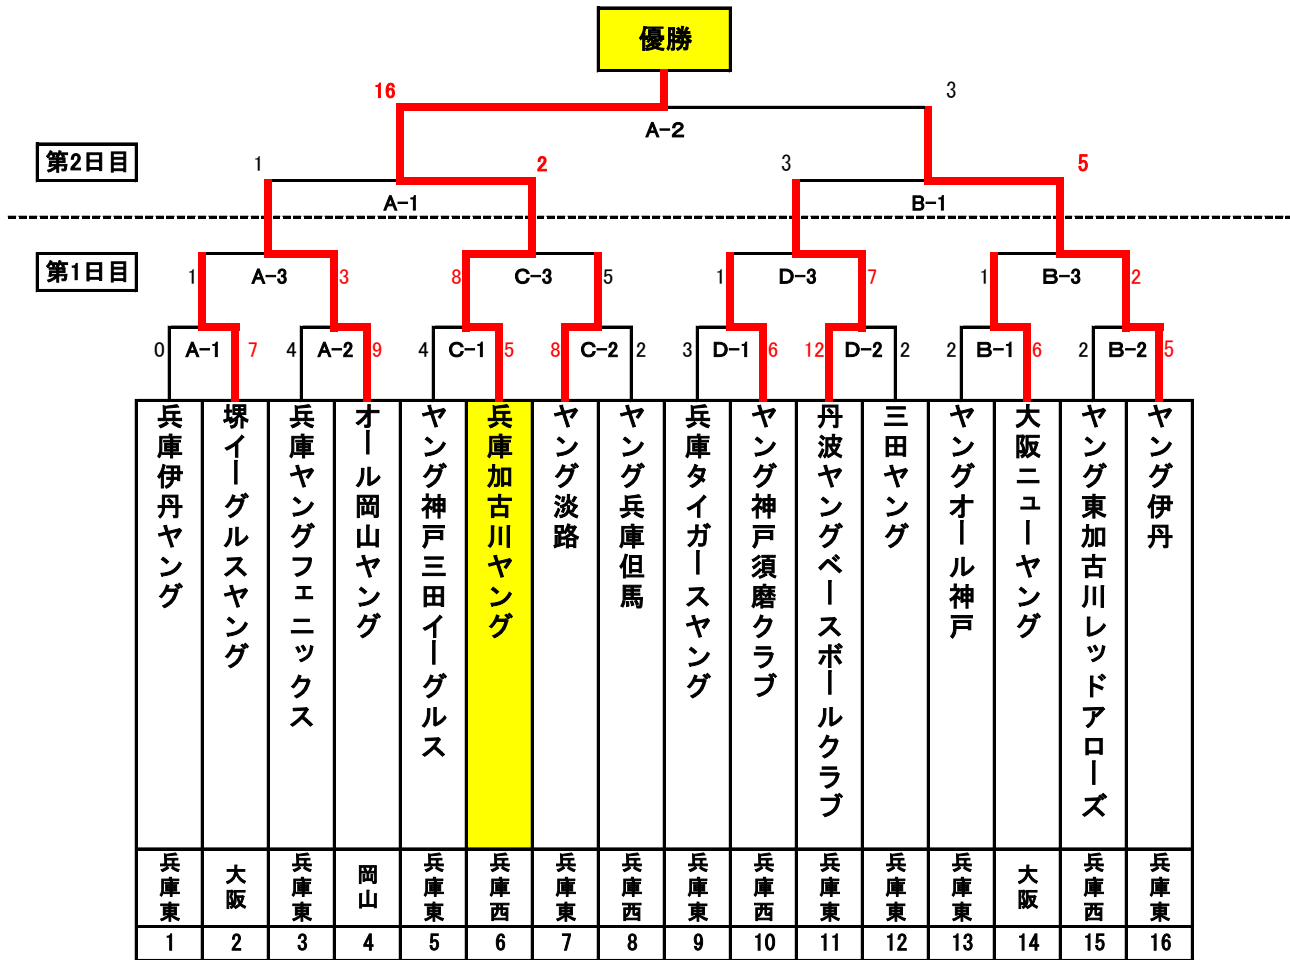 優勝
16
3
A-2
第2日目
1
2
3
5
A-1
B-1
第1日目
1
A-3
3
8
C-3
5
1
D-3
7
1
B-3
2
0
A-1
7
4
A-2
9
4
C-1
5
8
C-2
2
3
D-1
6
12
D-2
2
2
B-1
6
2
B-2
5
兵庫伊丹ヤング
堺イーグルスヤング
兵庫ヤングフェニックス
オール岡山ヤング
ヤング神戸三田イーグルス
兵庫加古川ヤング
ヤング淡路
ヤング兵庫但馬
兵庫タイガースヤング
ヤング神戸須磨クラブ
丹波ヤングベースボールクラブ
三田ヤング
ヤングオール神戸
大阪ニューヤング
ヤング東加古川レッドアローズ
ヤング伊丹
兵庫東
大阪
兵庫東
岡山
兵庫東
兵庫西
兵庫東
兵庫西
兵庫東
兵庫西
兵庫東
兵庫東
兵庫東
大阪
兵庫西
兵庫東
1
2
3
4
5
6
7
8
9
10
11
12
13
14
15
16